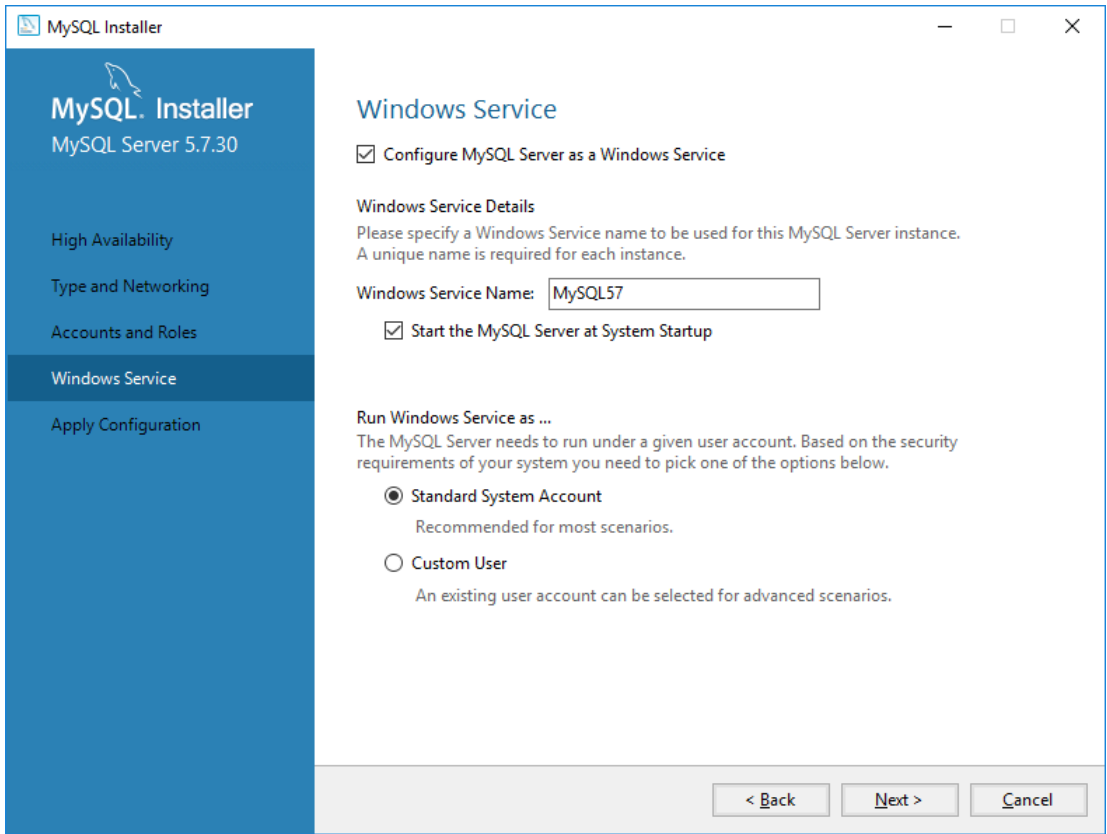 MySQL Installer
MySQL. Installer
MySQL Server 5.7.30
High Availability
Type and Networking
Accounts and Roles
Windows Service
Apply Configuration
Windows Service
Configure MySQL Server as a Windows Service
Windows Service Details
Please specify a Windows Service name to be used for this MySQL Server instance.
A unique name is required for each instance.
Windows Service Name: MySQL57
Start the MySQL Server at System Startup
Run Windows Service as ...
The MySQL Server needs to run under a given user account. Based on the security
requirements of your system you need to pick one of the options below.
Standard System Account
Recommended for most scenarios.
Custom User
An existing user account can be selected for advanced scenarios.
< Back Next > Cancel